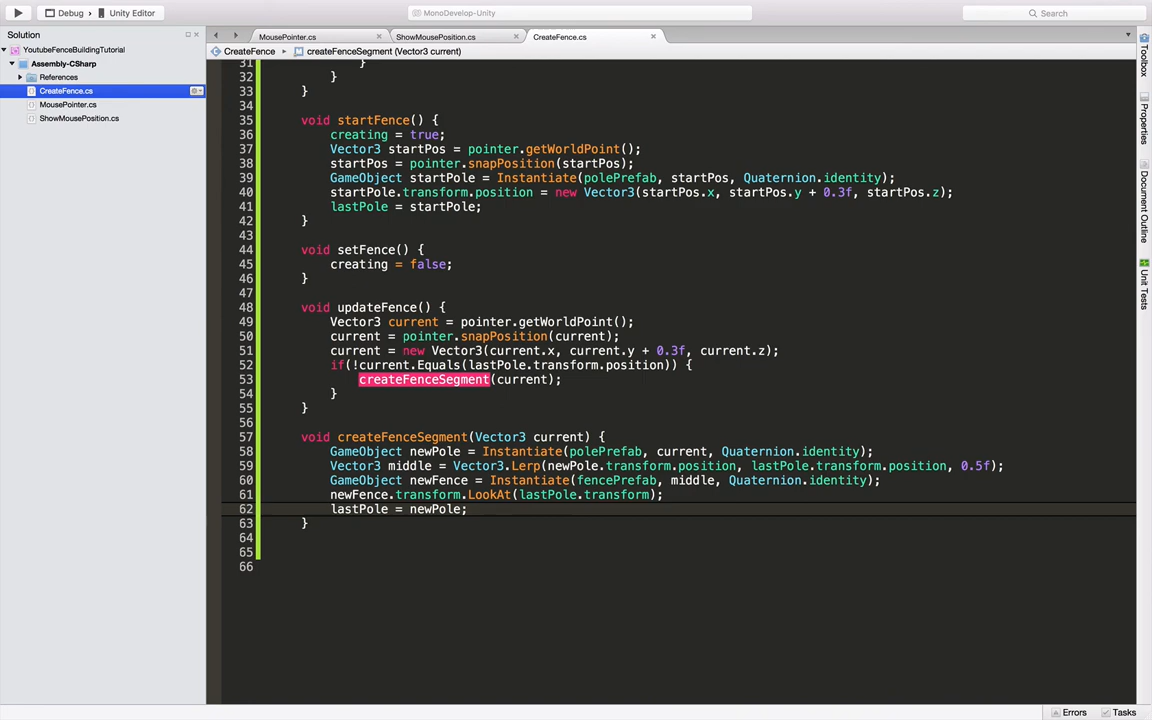 Debug
Unity Editor
MonoDevelop-Unity
Search
Solution
MousePointer.cs
ShowMousePosition.cs
CreateFence.cs
YoutubeFenceBuildingTutorial
CreateFence
createFenceSegment (Vector3 current)
Assembly-CSharp
References
CreateFence.cs
MousePointer.cs
ShowMousePosition.cs
31 }
32 }
33 }
34
35 void startFence() {
36 creating = true;
37 Vector3 startPos = pointer.getWorldPoint();
38 startPos = pointer.snapPosition(startPos);
39 GameObject startPole = Instantiate(polePrefab, startPos, Quaternion.identity);
40 startPole.transform.position = new Vector3(startPos.x, startPos.y + 0.3f, startPos.z);
41 lastPole = startPole;
42 }
43
44 void setFence() {
45 creating = false;
46 }
47
48 void updateFence() {
49 Vector3 current = pointer.getWorldPoint();
50 current = pointer.snapPosition(current);
51 current = new Vector3(current.x, current.y + 0.3f, current.z);
52 if(!current.Equals(lastPole.transform.position)) {
53 createFenceSegment(current);
54 }
55 }
56
57 void createFenceSegment(Vector3 current) {
58 GameObject newPole = Instantiate(polePrefab, current, Quaternion.identity);
59 Vector3 middle = Vector3.Lerp(newPole.transform.position, lastPole.transform.position, 0.5f);
60 GameObject newFence = Instantiate(fencePrefab, middle, Quaternion.identity);
61 newFence.transform.LookAt(lastPole.transform);
62 lastPole = newPole;
63 }
64
65
66
Toolbox
Properties
Document Outline
Unit Tests
Errors
Tasks